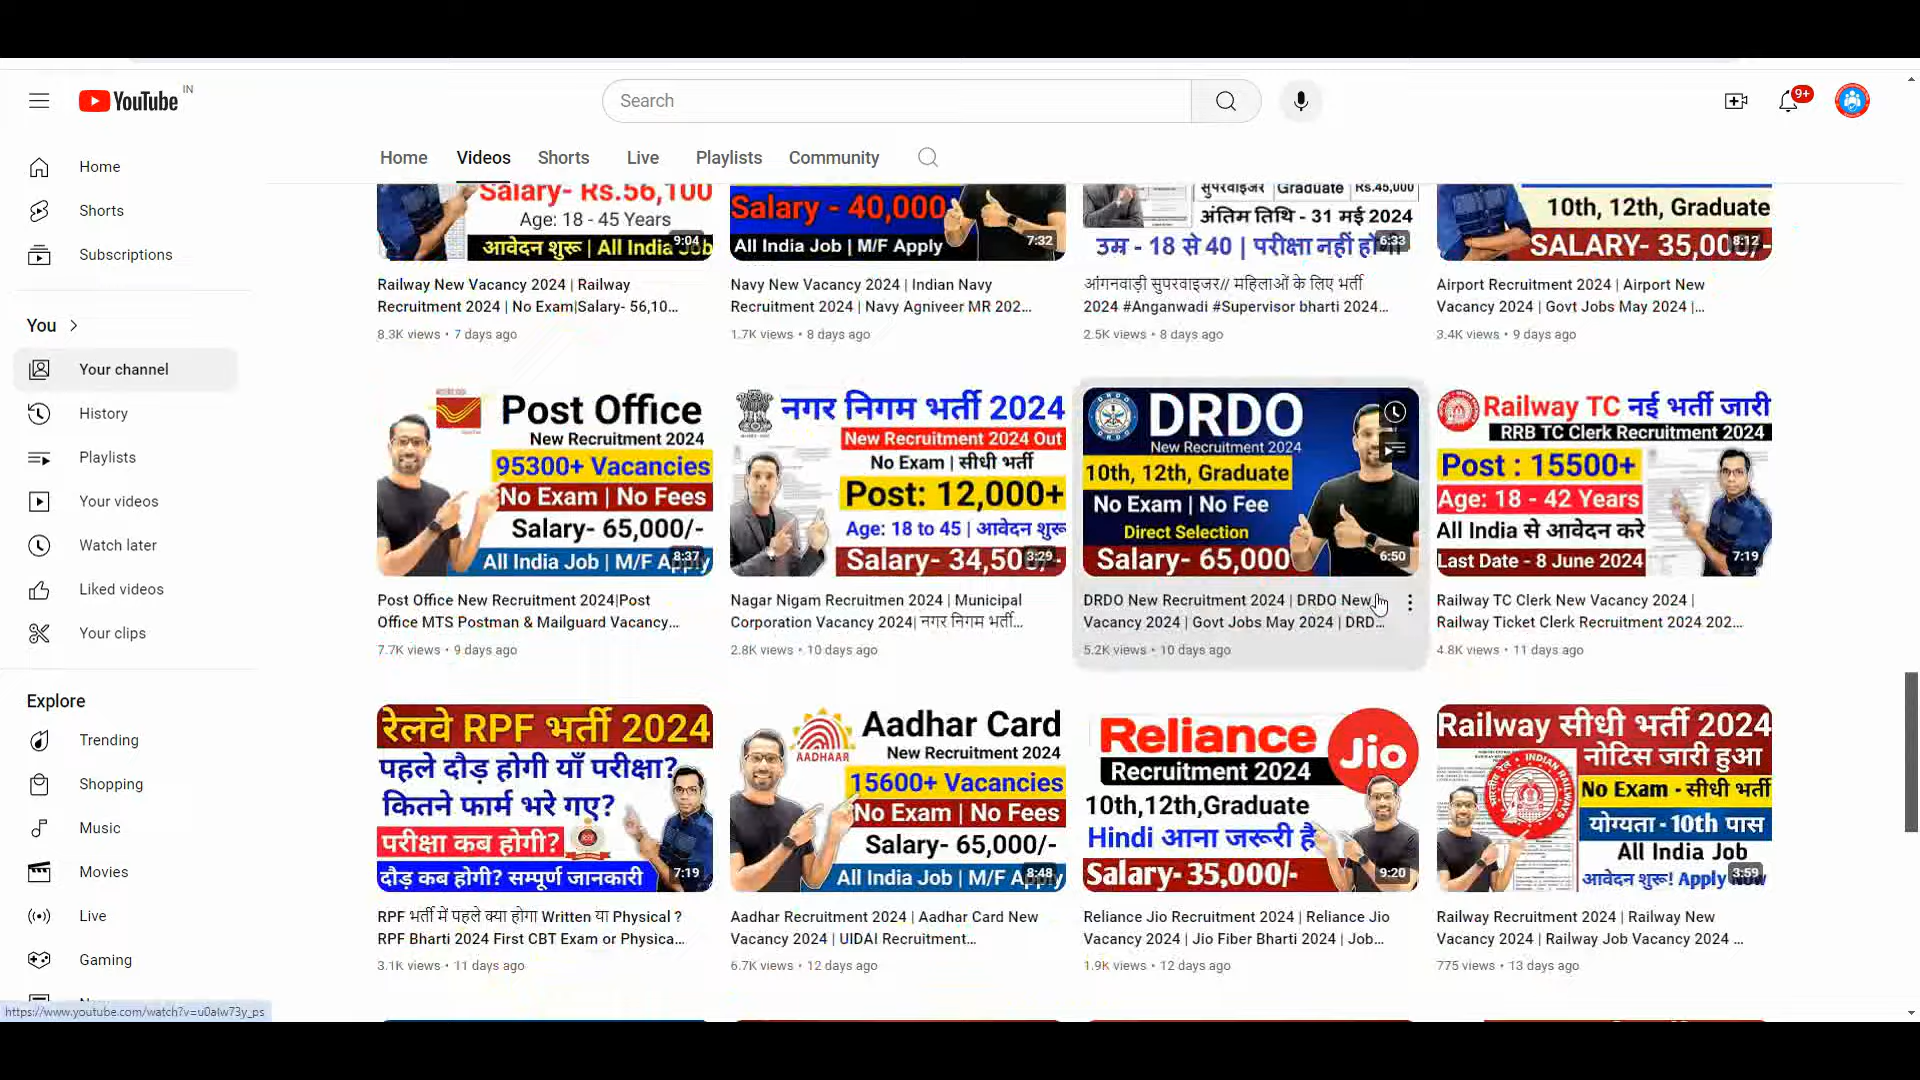 YouTube IN
Search
9+
Home
Videos
Shorts
Live
Playlists
Community
Home
Shorts
Subscriptions
You
Your channel
History
Playlists
Your videos
Watch later
Liked videos
Your clips
Explore
Trending
Shopping
Music
Movies
Live
Gaming
https://www.youtube.com/watch?v=u0alw73y_ps
Salary- Rs.56,100
Age: 18 - 45 Years
आवेदन शुरू | All India Job
9:04
Railway New Vacancy 2024 | Railway
Recruitment 2024 | No Exam|Salary- 56,10...
8.3K views • 7 days ago
Salary - 40,000
All India Job | M/F Apply
7:32
Navy New Vacancy 2024 | Indian Navy
Recruitment 2024 | Navy Agniveer MR 202...
1.7K views • 8 days ago
सुपरवाइजर Graduate Rs.45,000
अंतिम तिथि - 31 मई 2024
उम्र - 18 से 40 | परीक्षा नहीं होगी
6:33
आंगनवाड़ी सुपरवाइजर// महिलाओं के लिए भर्ती
2024 #Anganwadi #Supervisor bharti 2024...
2.5K views • 8 days ago
10th, 12th, Graduate
SALARY- 35,000/-
8:12
Airport Recruitment 2024 | Airport New
Vacancy 2024 | Govt Jobs May 2024 |...
3.4K views • 9 days ago
Post Office
New Recruitment 2024
95300+ Vacancies
No Exam | No Fees
Salary- 65,000/-
All India Job | M/F Apply
8:37
Post Office New Recruitment 2024|Post
Office MTS Postman & Mailguard Vacancy...
7.7K views • 9 days ago
नगर निगम भर्ती 2024
New Recruitment 2024 Out
No Exam | सीधी भर्ती
Post: 12,000+
Age: 18 to 45 | आवेदन शुरू
Salary- 34,500/-
3:29
Nagar Nigam Recruitmen 2024 | Municipal
Corporation Vacancy 2024| नगर निगम भर्ती...
2.8K views • 10 days ago
DRDO
New Recruitment 2024
10th, 12th, Graduate
No Exam | No Fee
Direct Selection
Salary- 65,000
6:50
DRDO New Recruitment 2024 | DRDO New
Vacancy 2024 | Govt Jobs May 2024 | DRD...
5.2K views • 10 days ago
Railway TC नई भर्ती जारी
RRB TC Clerk Recruitment 2024
Post : 15500+
Age: 18 - 42 Years
All India से आवेदन करे
Last Date - 8 June 2024
7:19
Railway TC Clerk New Vacancy 2024 |
Railway Ticket Clerk Recruitment 2024 202...
4.8K views • 11 days ago
रेलवे RPF भर्ती 2024
पहले दौड़ होगी याँ परीक्षा?
कितने फार्म भरे गए?
परीक्षा कब होगी?
दौड़ कब होगी? सम्पूर्ण जानकारी
7:19
RPF भर्ती में पहले क्या होगा Written या Physical ?
RPF Bharti 2024 First CBT Exam or Physica...
3.1K views • 11 days ago
AADHAAR
Aadhar Card
New Recruitment 2024
15600+ Vacancies
No Exam | No Fees
Salary- 65,000/-
All India Job | M/F Apply
8:48
Aadhar Recruitment 2024 | Aadhar Card New
Vacancy 2024 | UIDAI Recruitment...
6.7K views • 12 days ago
Reliance
Jio
Recruitment 2024
10th,12th,Graduate
Hindi आना जरूरी है
Salary- 35,000/-
9:20
Reliance Jio Recruitment 2024 | Reliance Jio
Vacancy 2024 | Jio Fiber Bharti 2024 | Job...
1.9K views • 12 days ago
Railway सीधी भर्ती 2024
नोटिस जारी हुआ
No Exam - सीधी भर्ती
योग्यता - 10th पास
All India Job
आवेदन शुरू! Apply Now
3:59
Railway Recruitment 2024 | Railway New
Vacancy 2024 | Railway Job Vacancy 2024 ...
775 views • 13 days ago